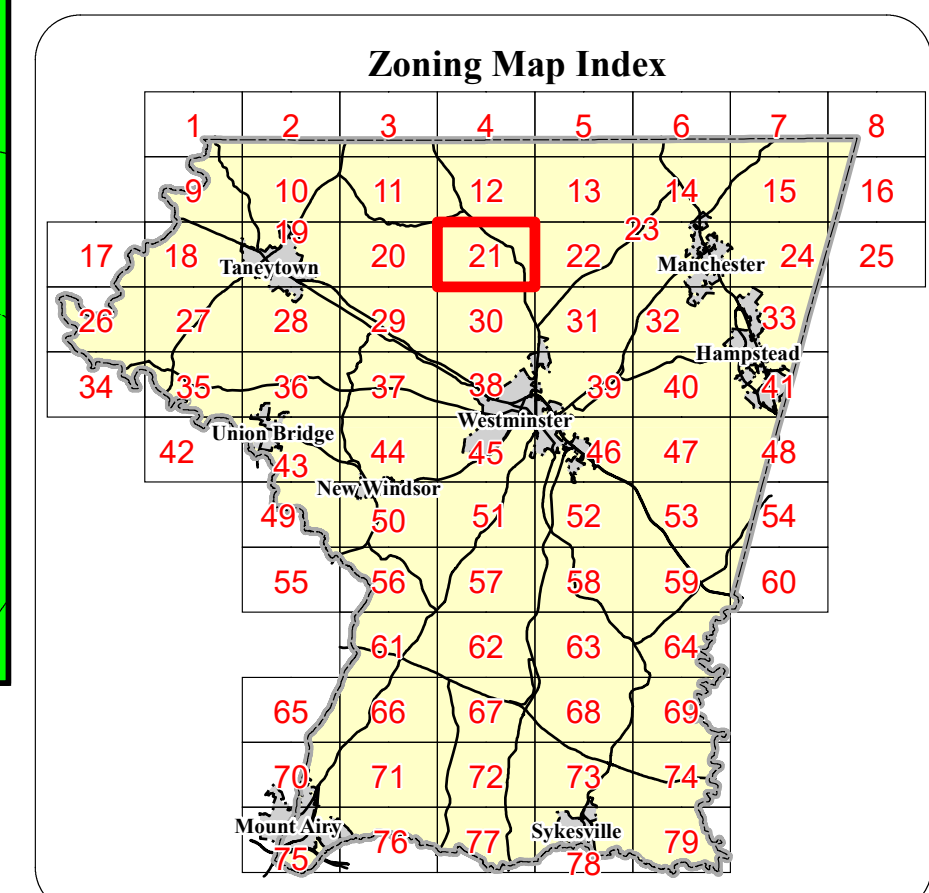 Zoning Map Index
1 2 3 4 5 6 7 8
9 10 11 12 13 14 15 16
17 18 19 20 21 22 23 24 25
Taneytown Manchester
26 27 28 29 30 31 32 33
Hampstead
34 35 36 37 38 39 40 41
Westminster
Union Bridge
42 43 44 45 46 47 48
New Windsor
49 50 51 52 53 54
55 56 57 58 59 60
61 62 63 64
65 66 67 68 69
70 71 72 73 74
Mount Airy Sykesville
75 76 77 78 79